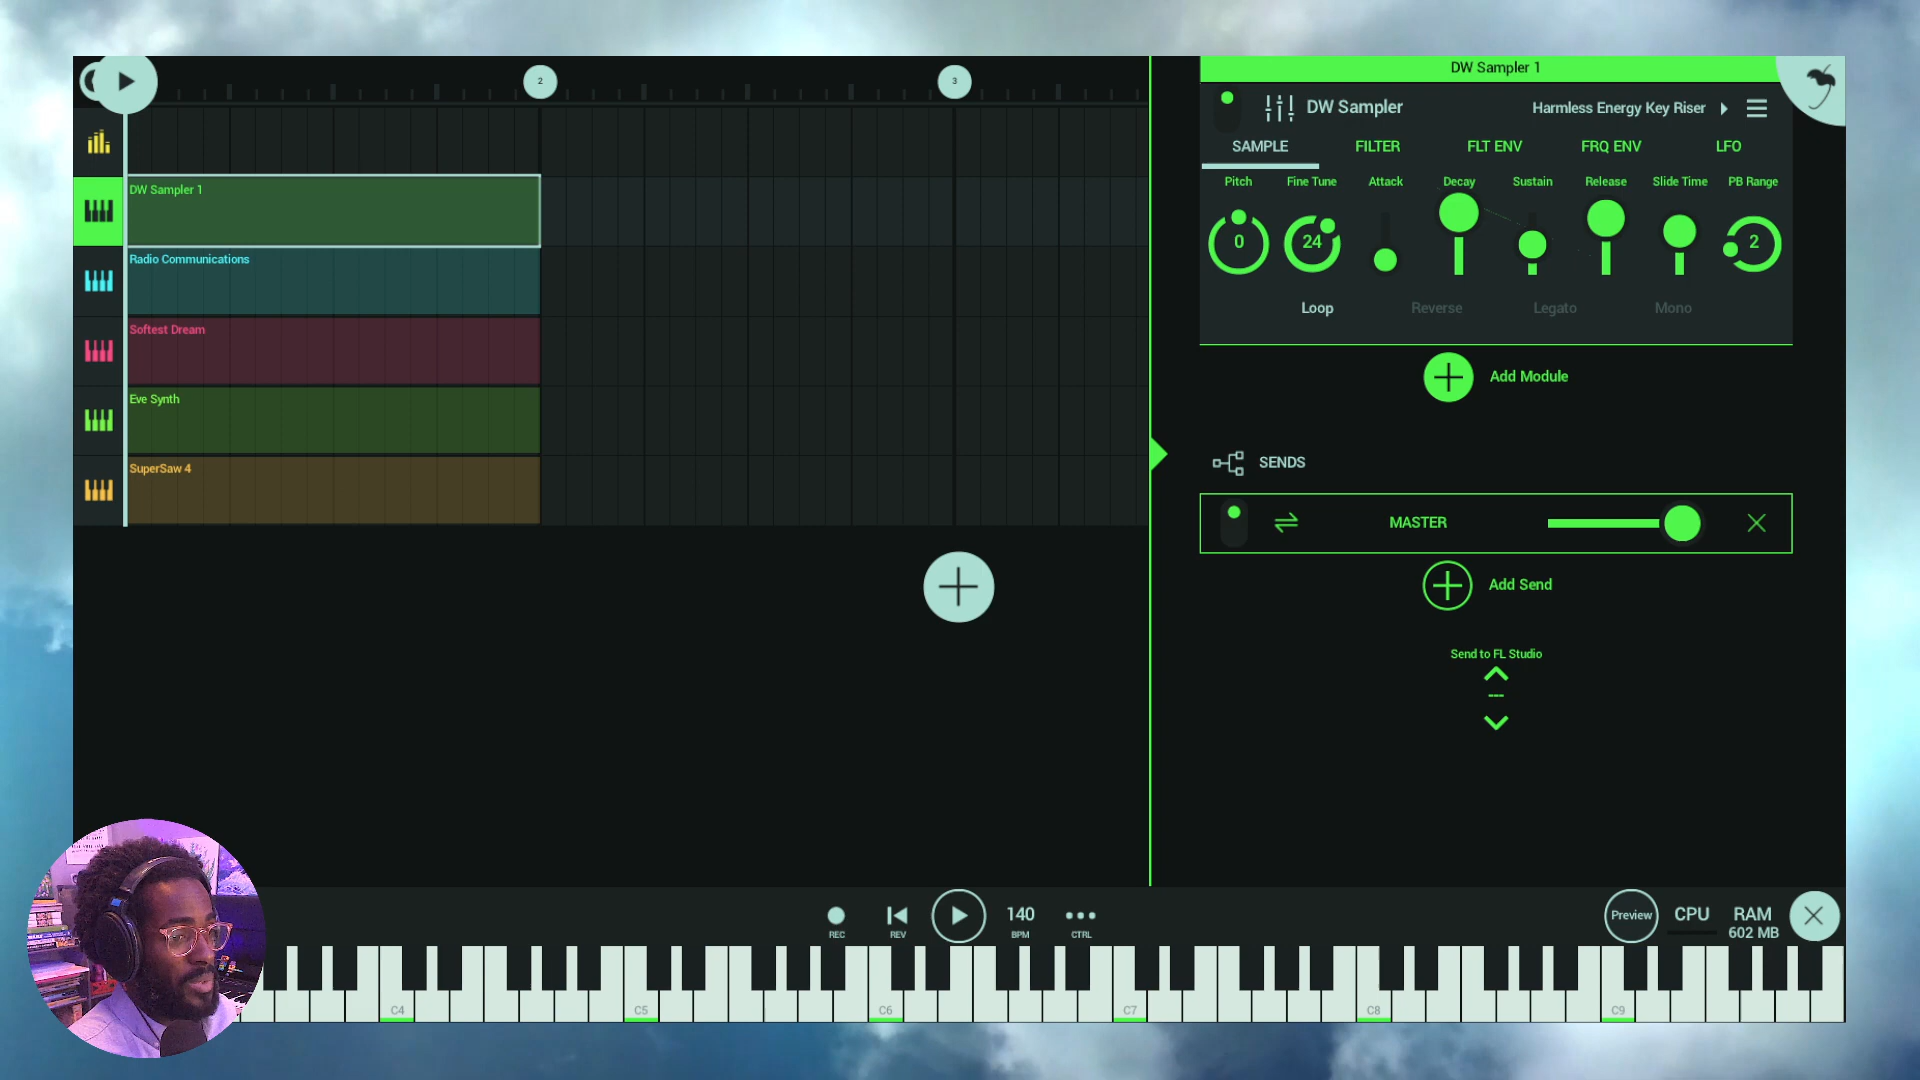 2
3
DW Sampler 1
DW Sampler
Harmless Energy Key Riser
SAMPLE FILTER FLT ENV FRQ ENV LFO
Pitch Fine Tune Attack Decay Sustain Release Slide Time PB Range
0 24 2
Loop Reverse Legato Mono
DW Sampler 1
Radio Communications
Softest Dream
Eve Synth
SuperSaw 4
Add Module
SENDS
MASTER
Add Send
Send to FL Studio
---
REC
REV
140
BPM
CTRL
Preview
CPU
RAM
602 MB
C4 C5 C6 C7 C8 C9